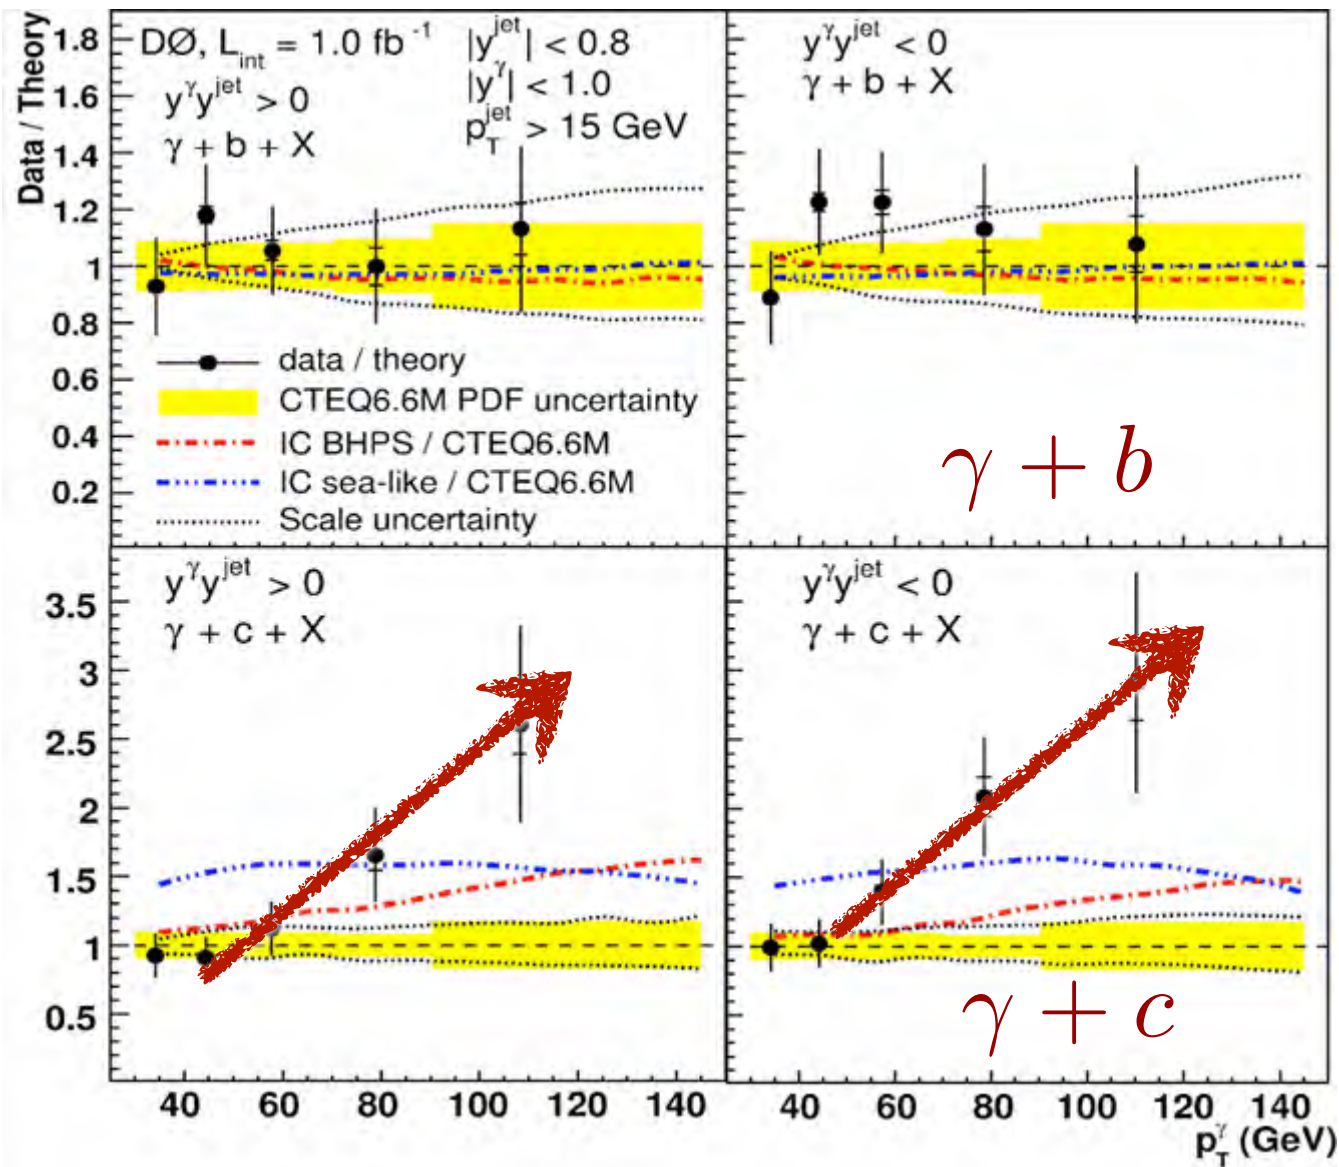 Data / Theory
1.8
1.6
1.4
1.2
1
0.8
0.6
0.4
0.2
DØ, L_int = 1.0 fb^-1
y^γ y^jet > 0
γ + b + X
|y^jet| < 0.8
|y^γ| < 1.0
p_T^jet > 15 GeV
data / theory
CTEQ6.6M PDF uncertainty
IC BHPS / CTEQ6.6M
IC sea-like / CTEQ6.6M
Scale uncertainty
y^γ y^jet < 0
γ + b + X
γ + b
3.5
3
2.5
2
1.5
1
0.5
y^γ y^jet > 0
γ + c + X
y^γ y^jet < 0
γ + c + X
γ + c
40 60 80 100 120 140
40 60 80 100 120 140
p_T^γ (GeV)